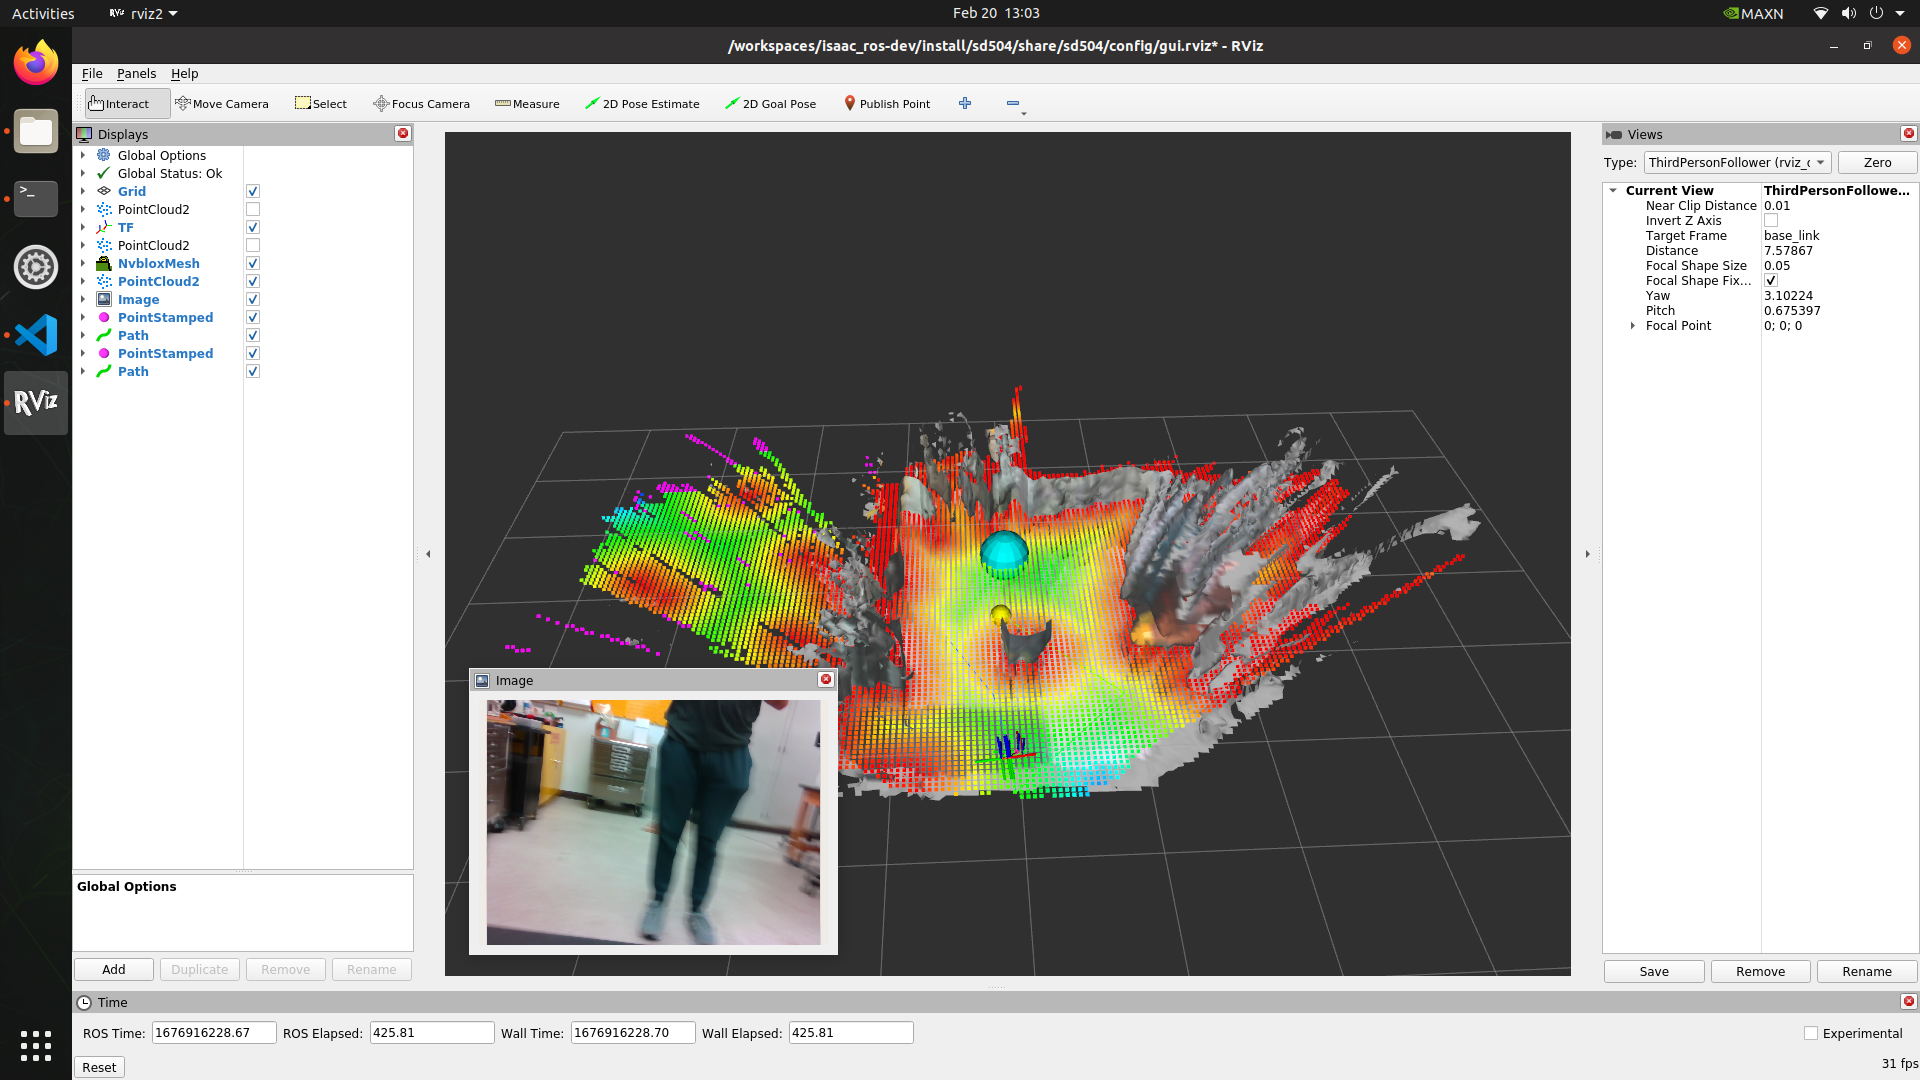 Activities
rviz2
Feb 20 13:03
MAXN
/workspaces/isaac_ros-dev/install/sd504/share/sd504/config/gui.rviz* - RViz
File Panels Help
Interact
Move Camera
Select
Focus Camera
Measure
2D Pose Estimate
2D Goal Pose
Publish Point
>_
RViz
Displays
Global Options
Global Status: Ok
Grid
PointCloud2
TF
PointCloud2
NvbloxMesh
PointCloud2
Image
PointStamped
Path
PointStamped
Path
Global Options
Add
Duplicate
Remove
Rename
Image
Views
Type: ThirdPersonFollower (rviz_
Zero
Current View ThirdPersonFollowe...
Near Clip Distance 0.01
Invert Z Axis
Target Frame base_link
Distance 7.57867
Focal Shape Size 0.05
Focal Shape Fix...
Yaw 3.10224
Pitch 0.675397
Focal Point 0; 0; 0
Save
Remove
Rename
Time
ROS Time: 1676916228.67 ROS Elapsed: 425.81 Wall Time: 1676916228.70 Wall Elapsed: 425.81
Experimental
Reset
31 fps